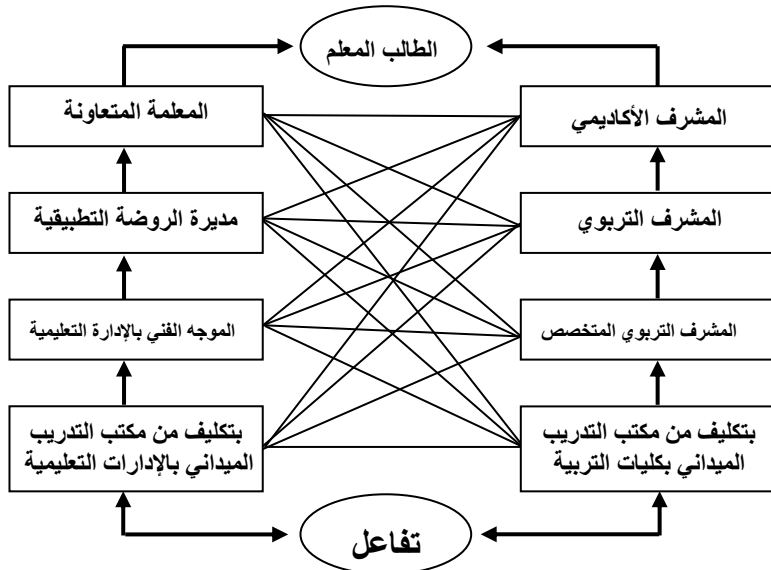 الطالب المعلم
المشرف الأكاديمي
المعلمة المتعاونة
المشرف التربوي
مديرة الروضة التطبيقية
المشرف التربوي المتخصص
الموجه الفني بالإدارة التعليمية
بتكليف من مكتب التدريب
الميداني بكليات التربية
بتكليف من مكتب التدريب
الميداني بالإدارات التعليمية
تفاعل